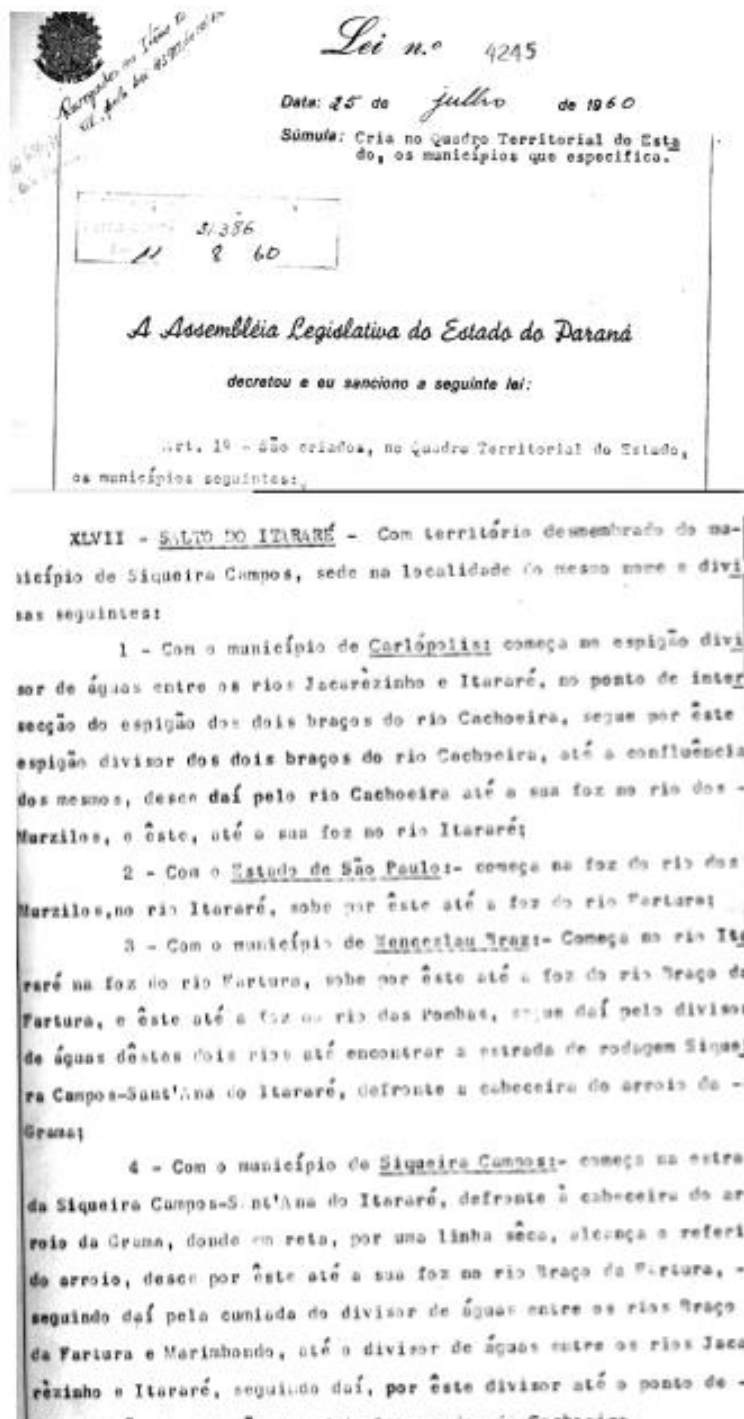 Lei n.º 4245
Revogados os Itens
pela Lei
Data: 25 de julho de 1960
Súmula: Cria no Quadro Territorial do Esta
do, os municípios que especifica.
31.386
11 8 60
A Assembléia Legislativa do Estado do Paraná
decretou e eu sanciono a seguinte lei:
Art. 1º - São criados, no Quadro Territorial do Estado,
os municípios seguintes:
XLVII - SALTO DO ITARARÉ - Com território desmembrado do mu-
nicípio de Siqueira Campos, sede na localidade do mesmo nome e divi
sas seguintes:
1 - Com o município de Carlópolis: começa no espigão divi
sor de águas entre os rios Jacarèzinho e Itararé, no ponto de inter
secção do espigão dos dois braços do rio Cachoeira, segue por êste
espigão divisor dos dois braços do rio Cachoeira, até a confluência
dos mesmos, desce daí pelo rio Cachoeira até a sua foz no rio dos -
Murzilos, e êste, até a sua foz no rio Itararé;
2 - Com o Estado de São Paulo:- começa na foz do rio dos
Murzilos, no rio Itararé, sobe por êste até a foz do rio Fartura;
3 - Com o município de Wenceslau Braz:- Começa no rio Ita
raré na foz do rio Fartura, sobe por êste até a foz do rio Braço da
Fartura, e êste até a foz no rio das Pombas, segue daí pelo divisor
de águas dêstes dois rios até encontrar a estrada de rodagem Siquei
ra Campos-Sant'Ana do Itararé, defronte a cabeceira do arroio da -
Grama;
4 - Com o município de Siqueira Campos:- começa na estra
da Siqueira Campos-Sant'Ana do Itararé, defronte à cabeceira do ar
roio da Grama, donde em reta, por uma linha sêca, alcança o referi
do arroio, desce por êste até a sua foz no rio Braço da Fartura, -
seguindo daí pela cumiada do divisor de águas entre os rios Braço
da Fartura e Marimbondo, até o divisor de águas entre os rios Jaca
rèzinho e Itararé, seguindo daí, por êste divisor até o ponto de -
Cachoeira